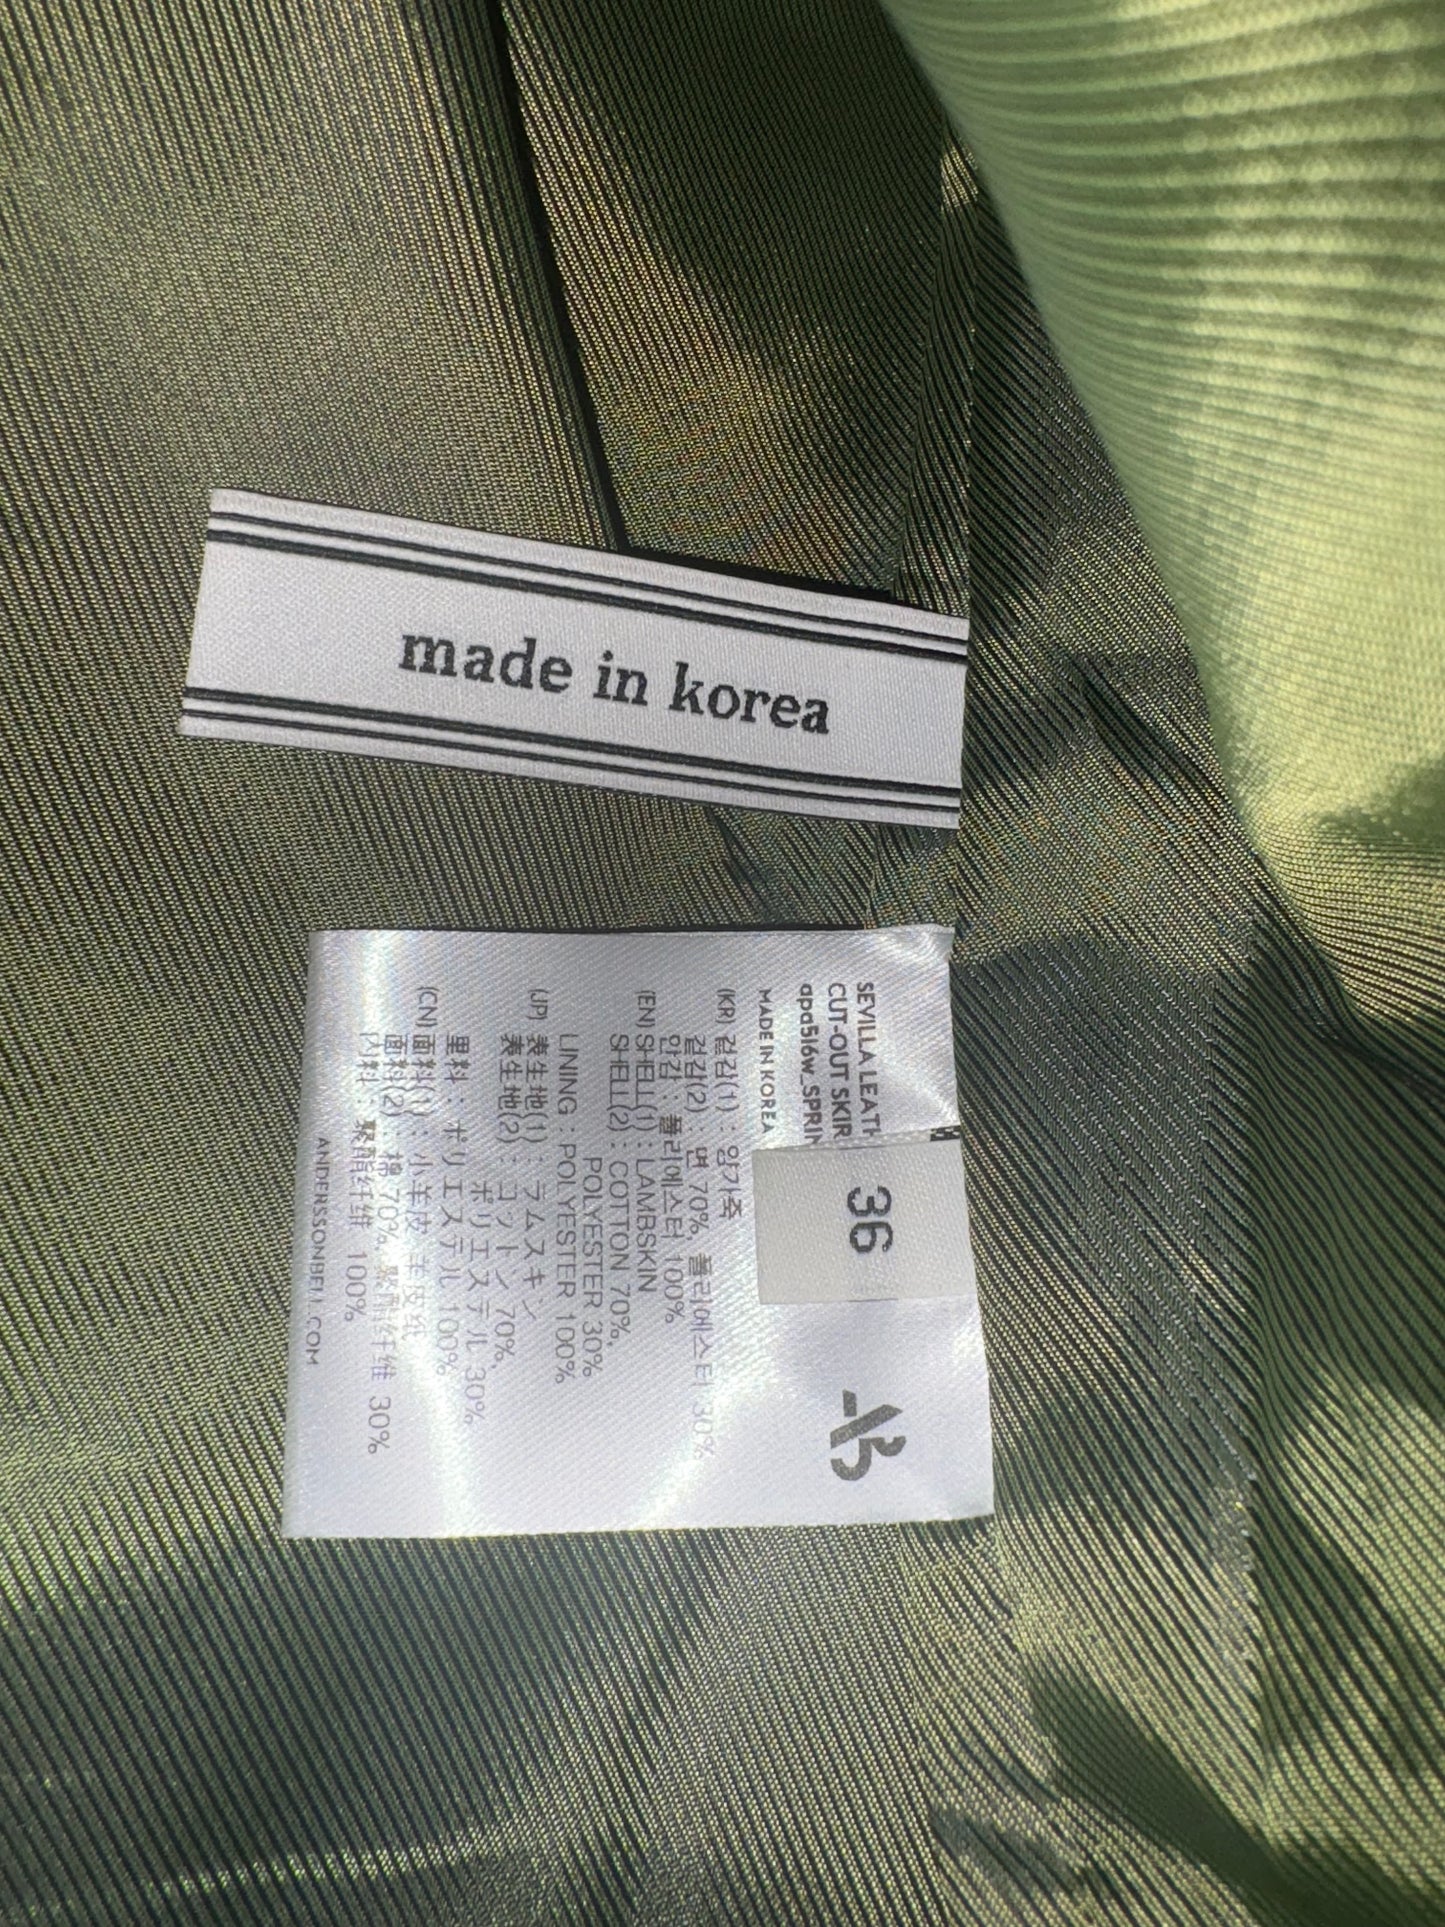 made in korea
SEVILLA LEATH
CUT-OUT SKIR
apa516w_SPRIN
MADE IN KOREA
36
(KR) 겉감(1) : 양가죽
겉감(2) : 면 70%, 폴리에스터 30%
안감 : 폴리에스터 100%
(EN) SHELL(1) : LAMBSKIN
SHELL(2) : COTTON 70%,
POLYESTER 30%
LINING : POLYESTER 100%
(JP) 表生地(1) : ラムスキン
表生地(2) : コットン 70%,
ポリエステル 30%
里料 : ポリエステル 100%
(CN) 面料(1) : 小羊皮 羊皮绒
面料(2) : 棉 70%, 聚酯纤维 30%
内料 : 聚酯纤维 100%
ANDERSSONBELL.COM